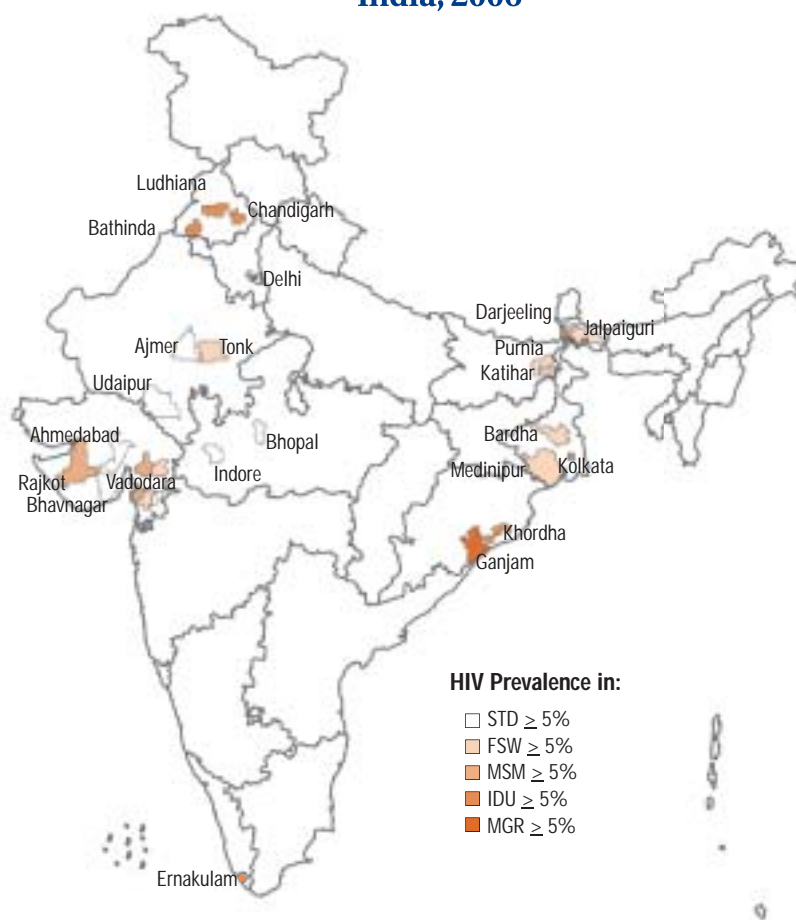 India, 2006
Ludhiana
Chandigarh
Bathinda
Delhi
Darjeeling
Jalpaiguri
Ajmer
Tonk
Purnia
Katihar
Udaipur
Ahmedabad
Bhopal
Bardha
Rajkot
Vadodara
Indore
Medinipur
Kolkata
Bhavnagar
Khordha
Ganjam
HIV Prevalence in:
STD ≥ 5%
FSW ≥ 5%
MSM ≥ 5%
IDU ≥ 5%
MGR ≥ 5%
Ernakulam